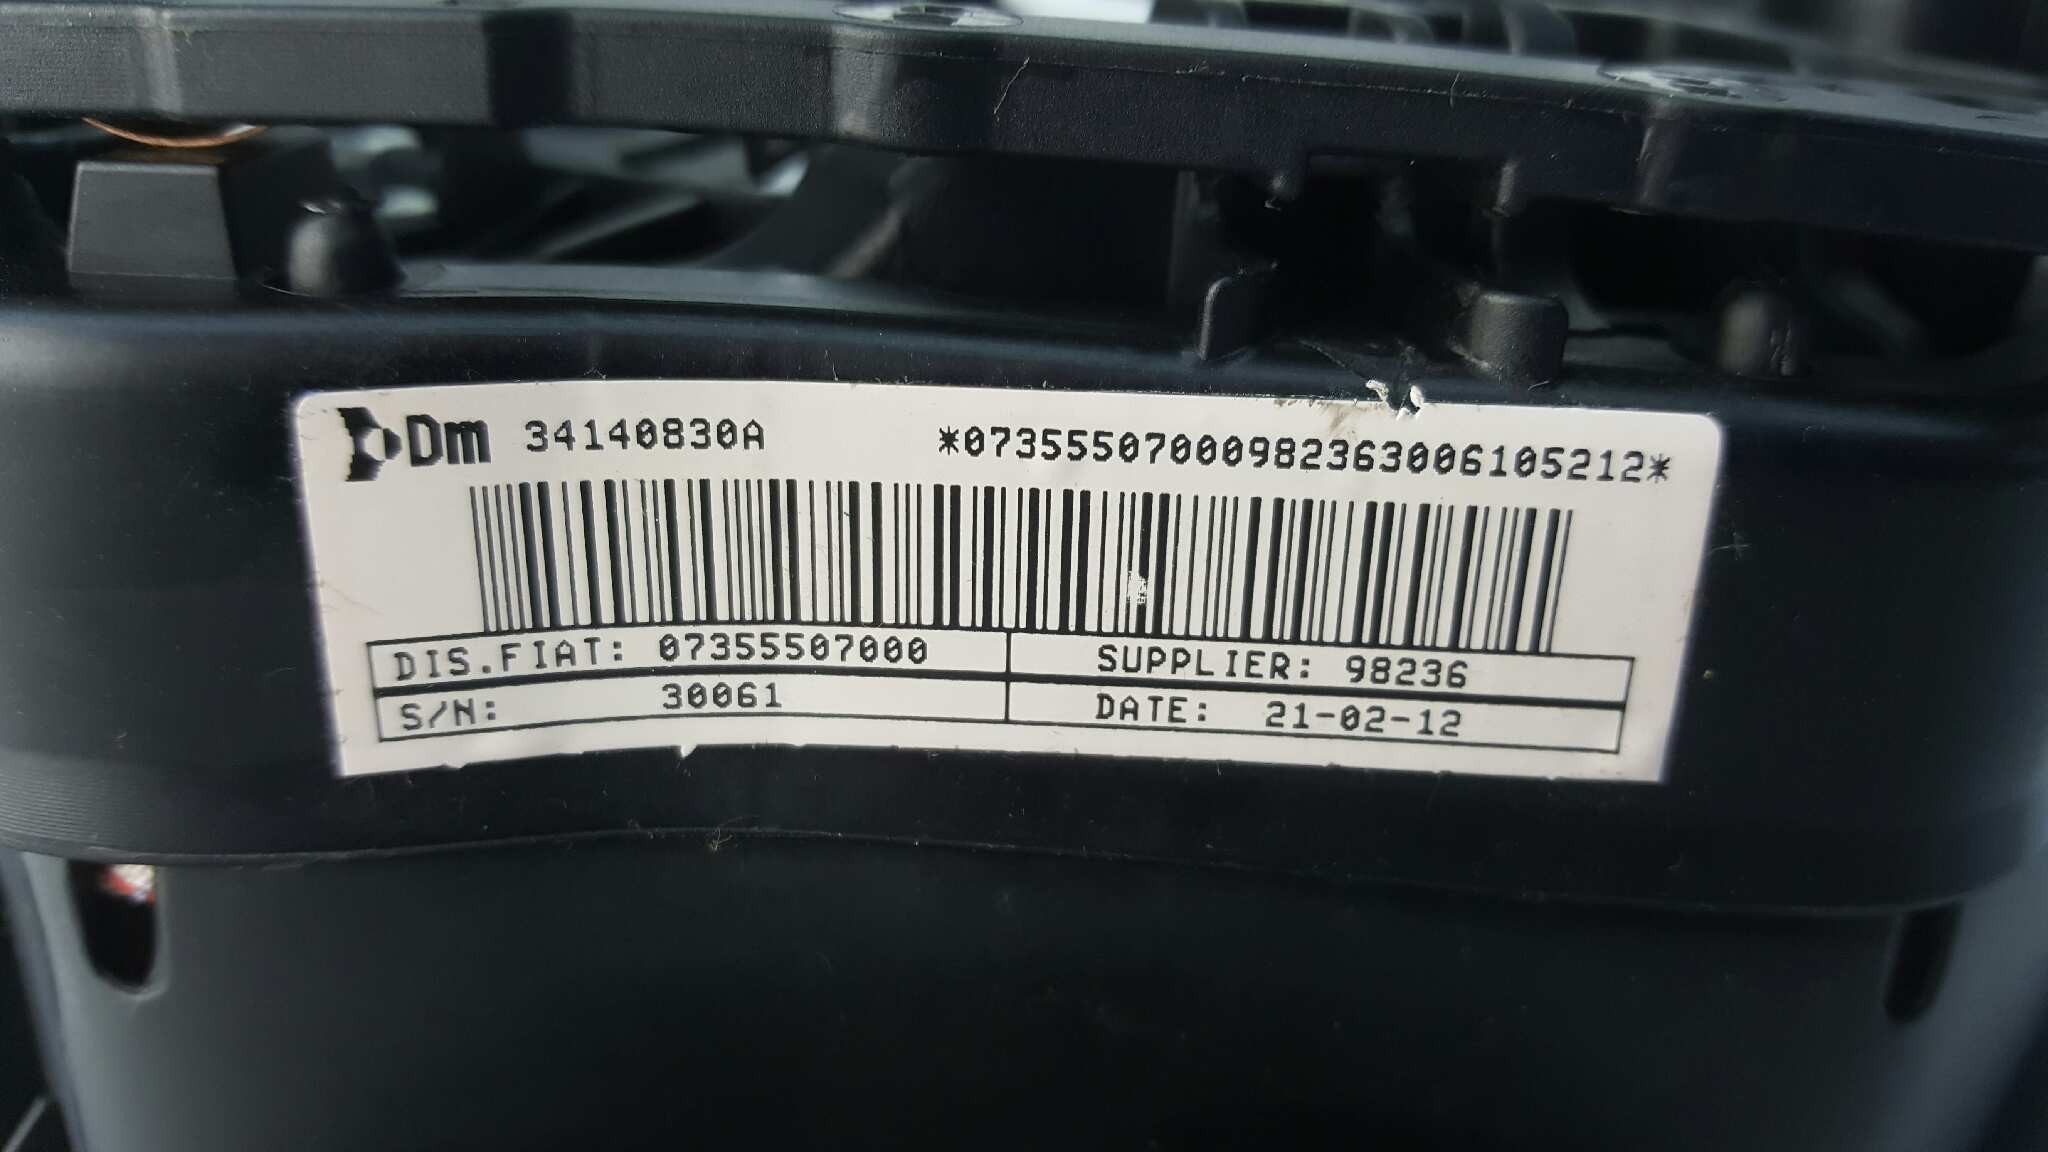 Dm 34140830A *07355507000982363006105212*
DIS.FIAT: 07355507000 SUPPLIER: 98236
S/N: 30061 DATE: 21-02-12